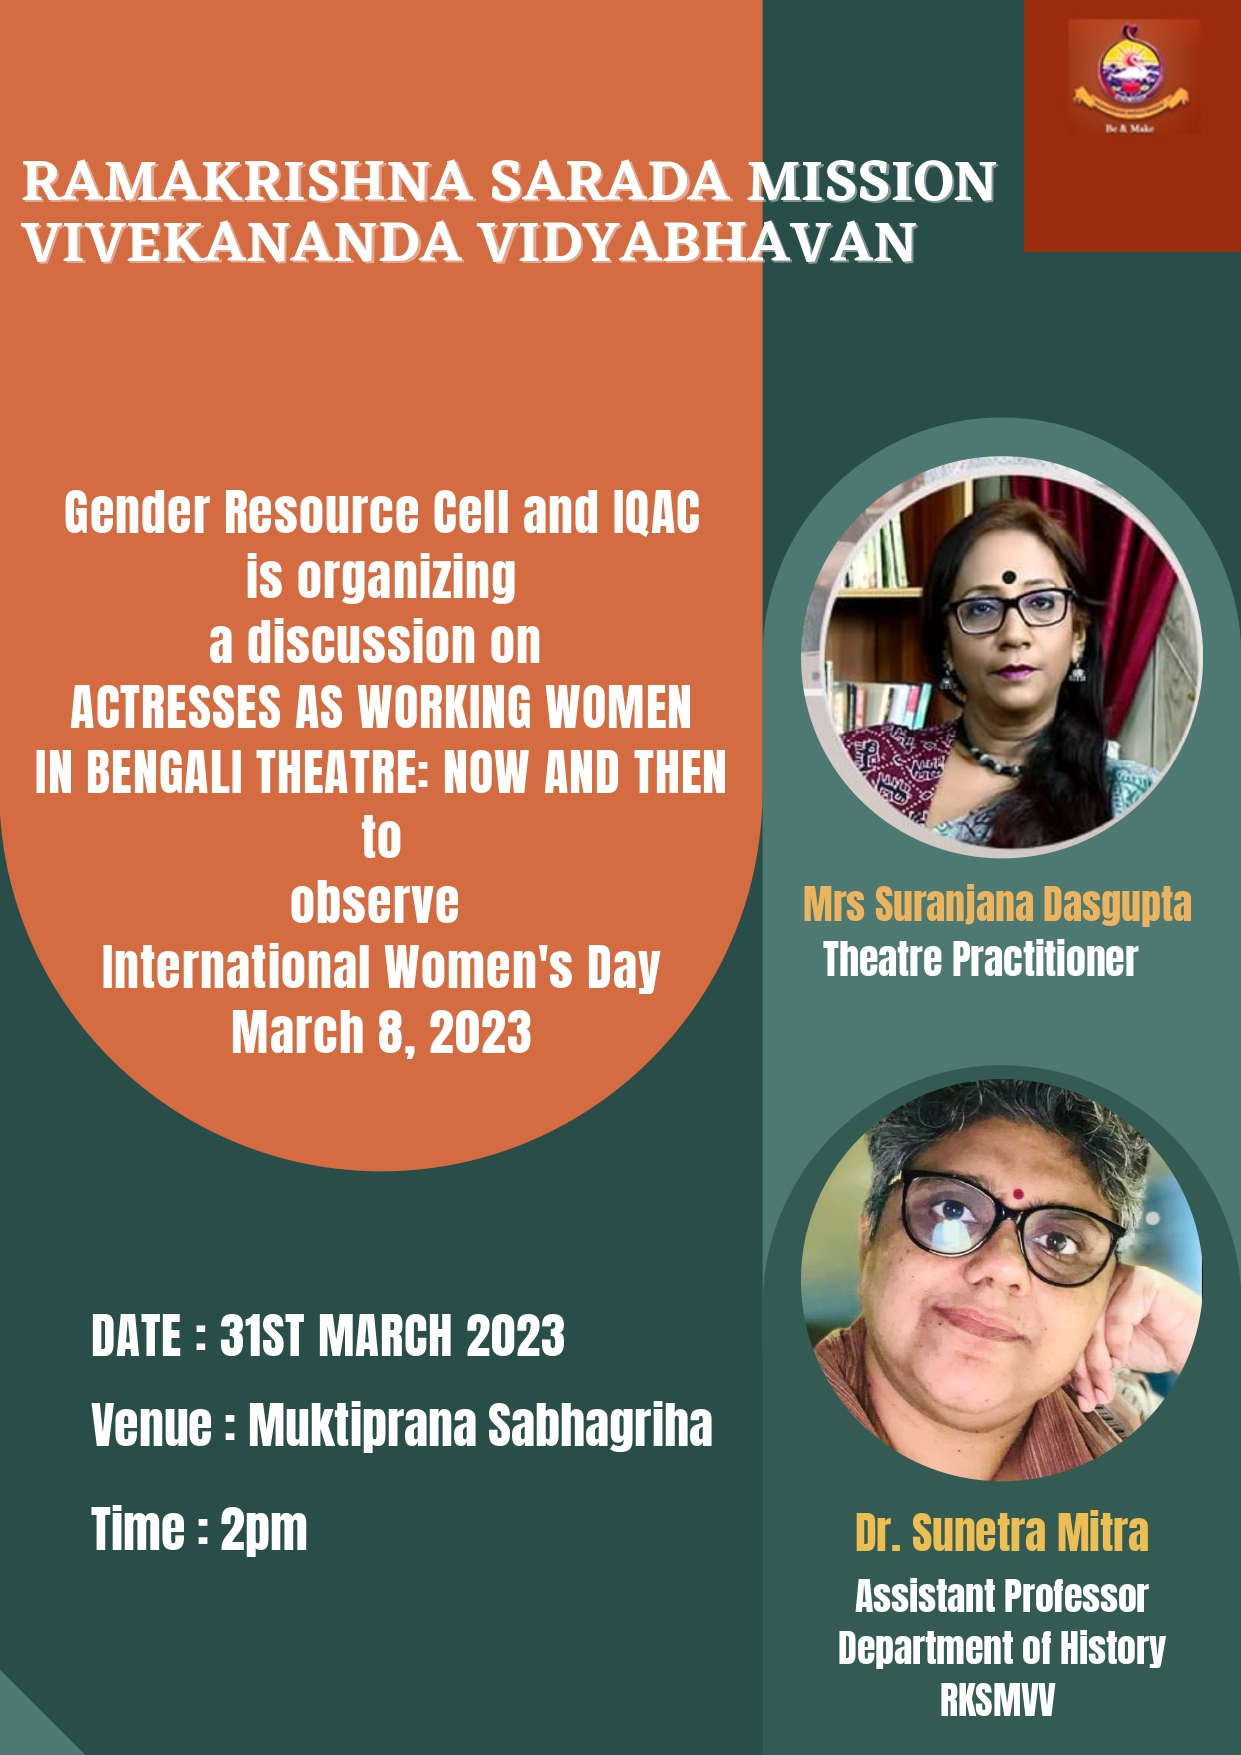 Be & Make
RAMAKRISHNA SARADA MISSION
VIVEKANANDA VIDYABHAVAN
Gender Resource Cell and IQAC
is organizing
a discussion on
ACTRESSES AS WORKING WOMEN
IN BENGALI THEATRE: NOW AND THEN
to
observe
International Women's Day
March 8, 2023
DATE : 31ST MARCH 2023
Venue : Muktiprana Sabhagriha
Time : 2pm
Mrs Suranjana Dasgupta
Theatre Practitioner
Dr. Sunetra Mitra
Assistant Professor
Department of History
RKSMVV